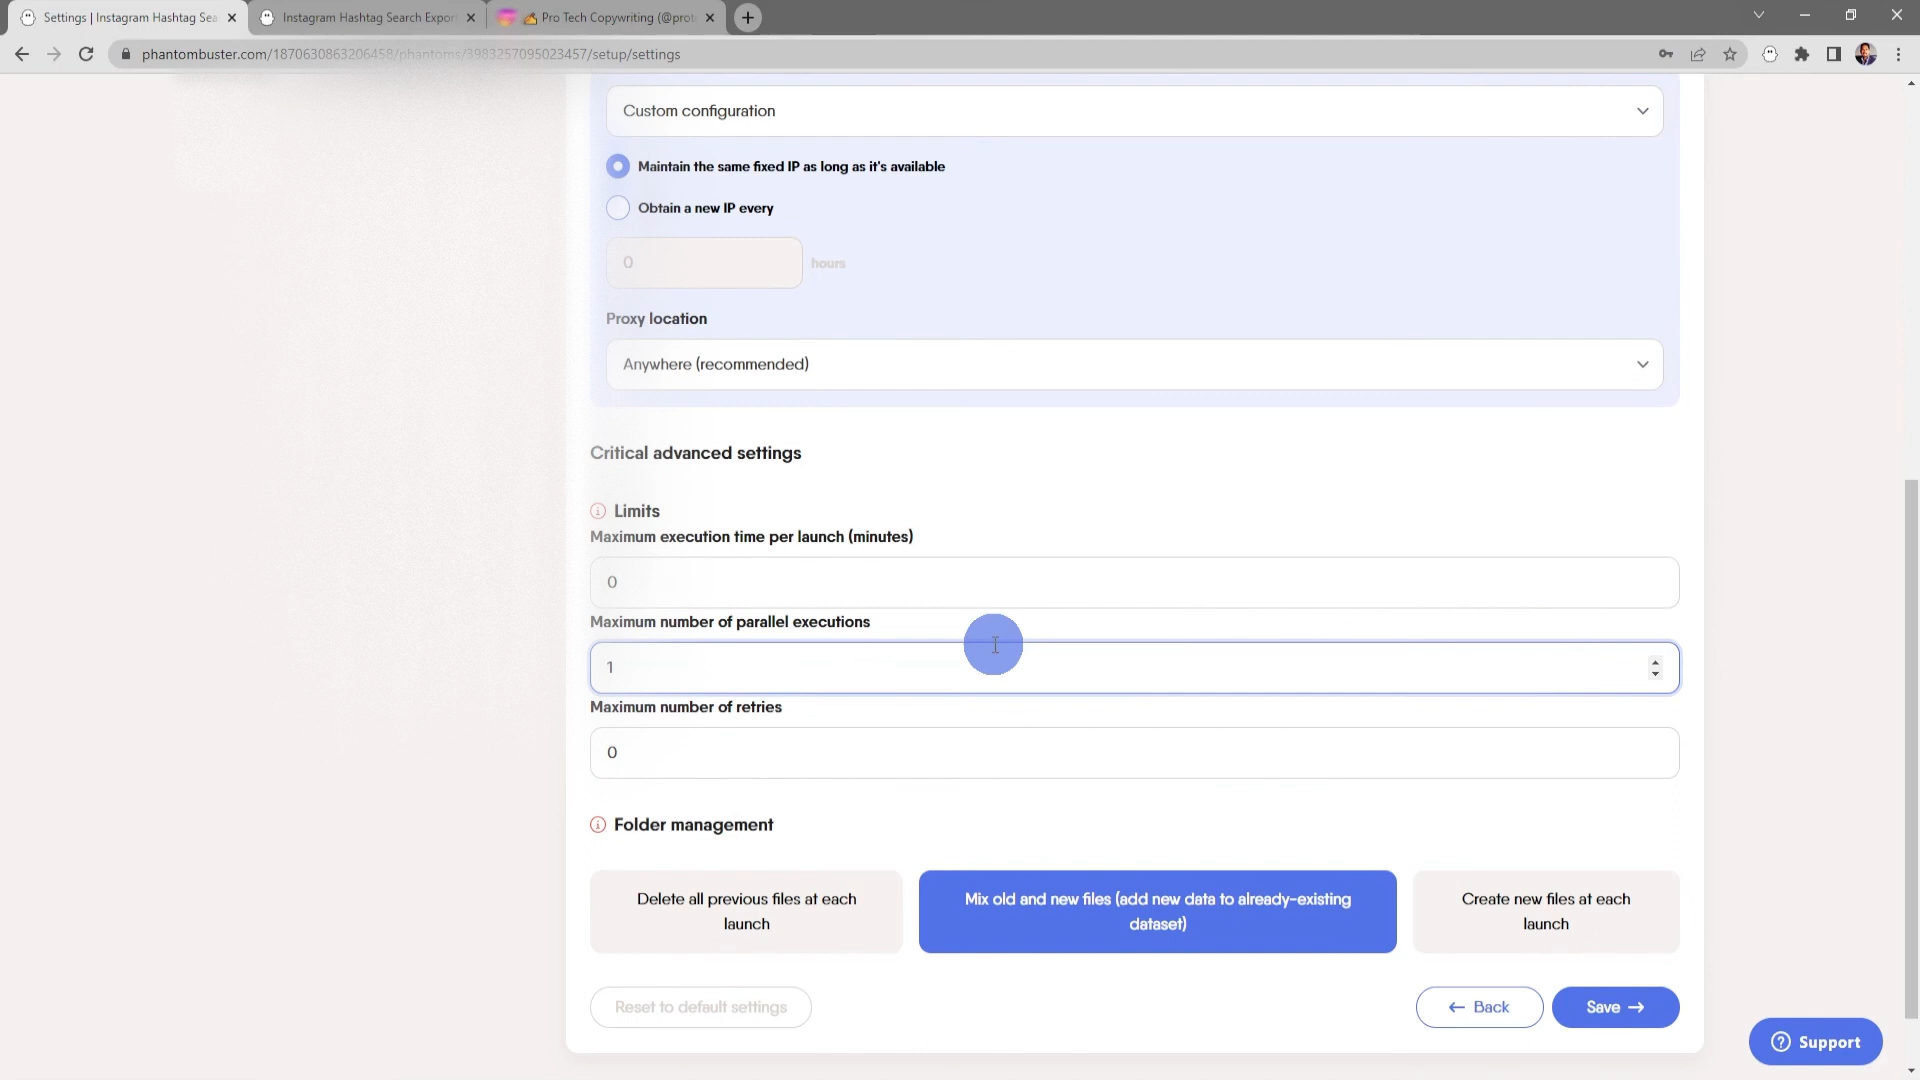 Settings | Instagram Hashtag Sea
Instagram Hashtag Search Expor
Pro Tech Copywriting (@prot
phantombuster.com/1870630863206458/phantoms/3983257095023457/setup/settings
Custom configuration
Maintain the same fixed IP as long as it's available
Obtain a new IP every
0 hours
Proxy location
Anywhere (recommended)
Critical advanced settings
Limits
Maximum execution time per launch (minutes)
0
Maximum number of parallel executions
1
Maximum number of retries
0
Folder management
Delete all previous files at each
launch
Mix old and new files (add new data to already-existing
dataset)
Create new files at each
launch
Reset to default settings
← Back
Save →
Support